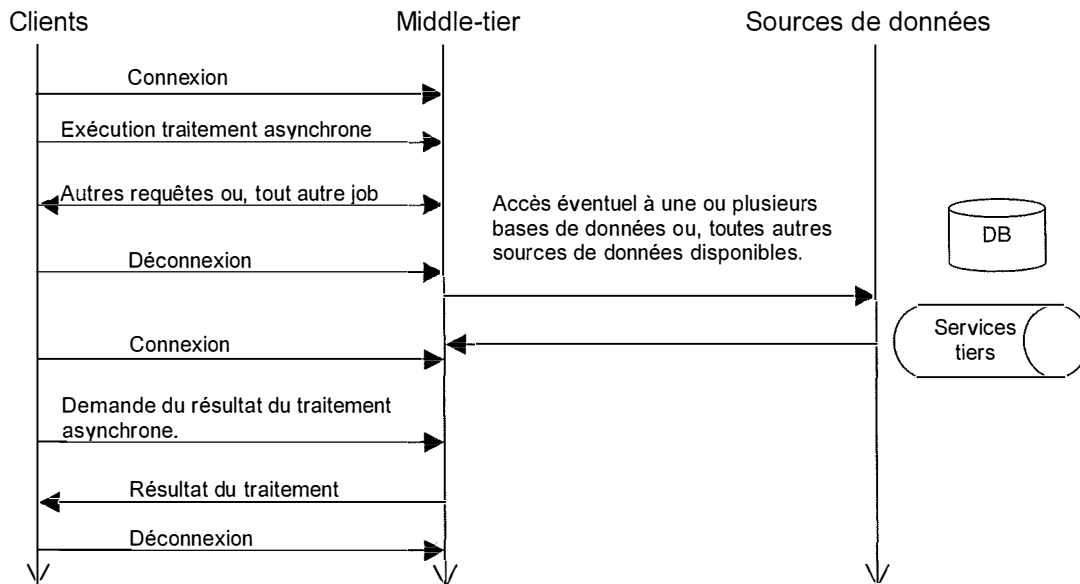 Clients
Middle-tier
Sources de données
Connexion
Exécution traitement asynchrone
Autres requêtes ou, tout autre job
Accès éventuel à une ou plusieurs
bases de données ou, toutes autres
sources de données disponibles.
DB
Déconnexion
Services
tiers
Connexion
Demande du résultat du traitement
asynchrone.
Résultat du traitement
Déconnexion